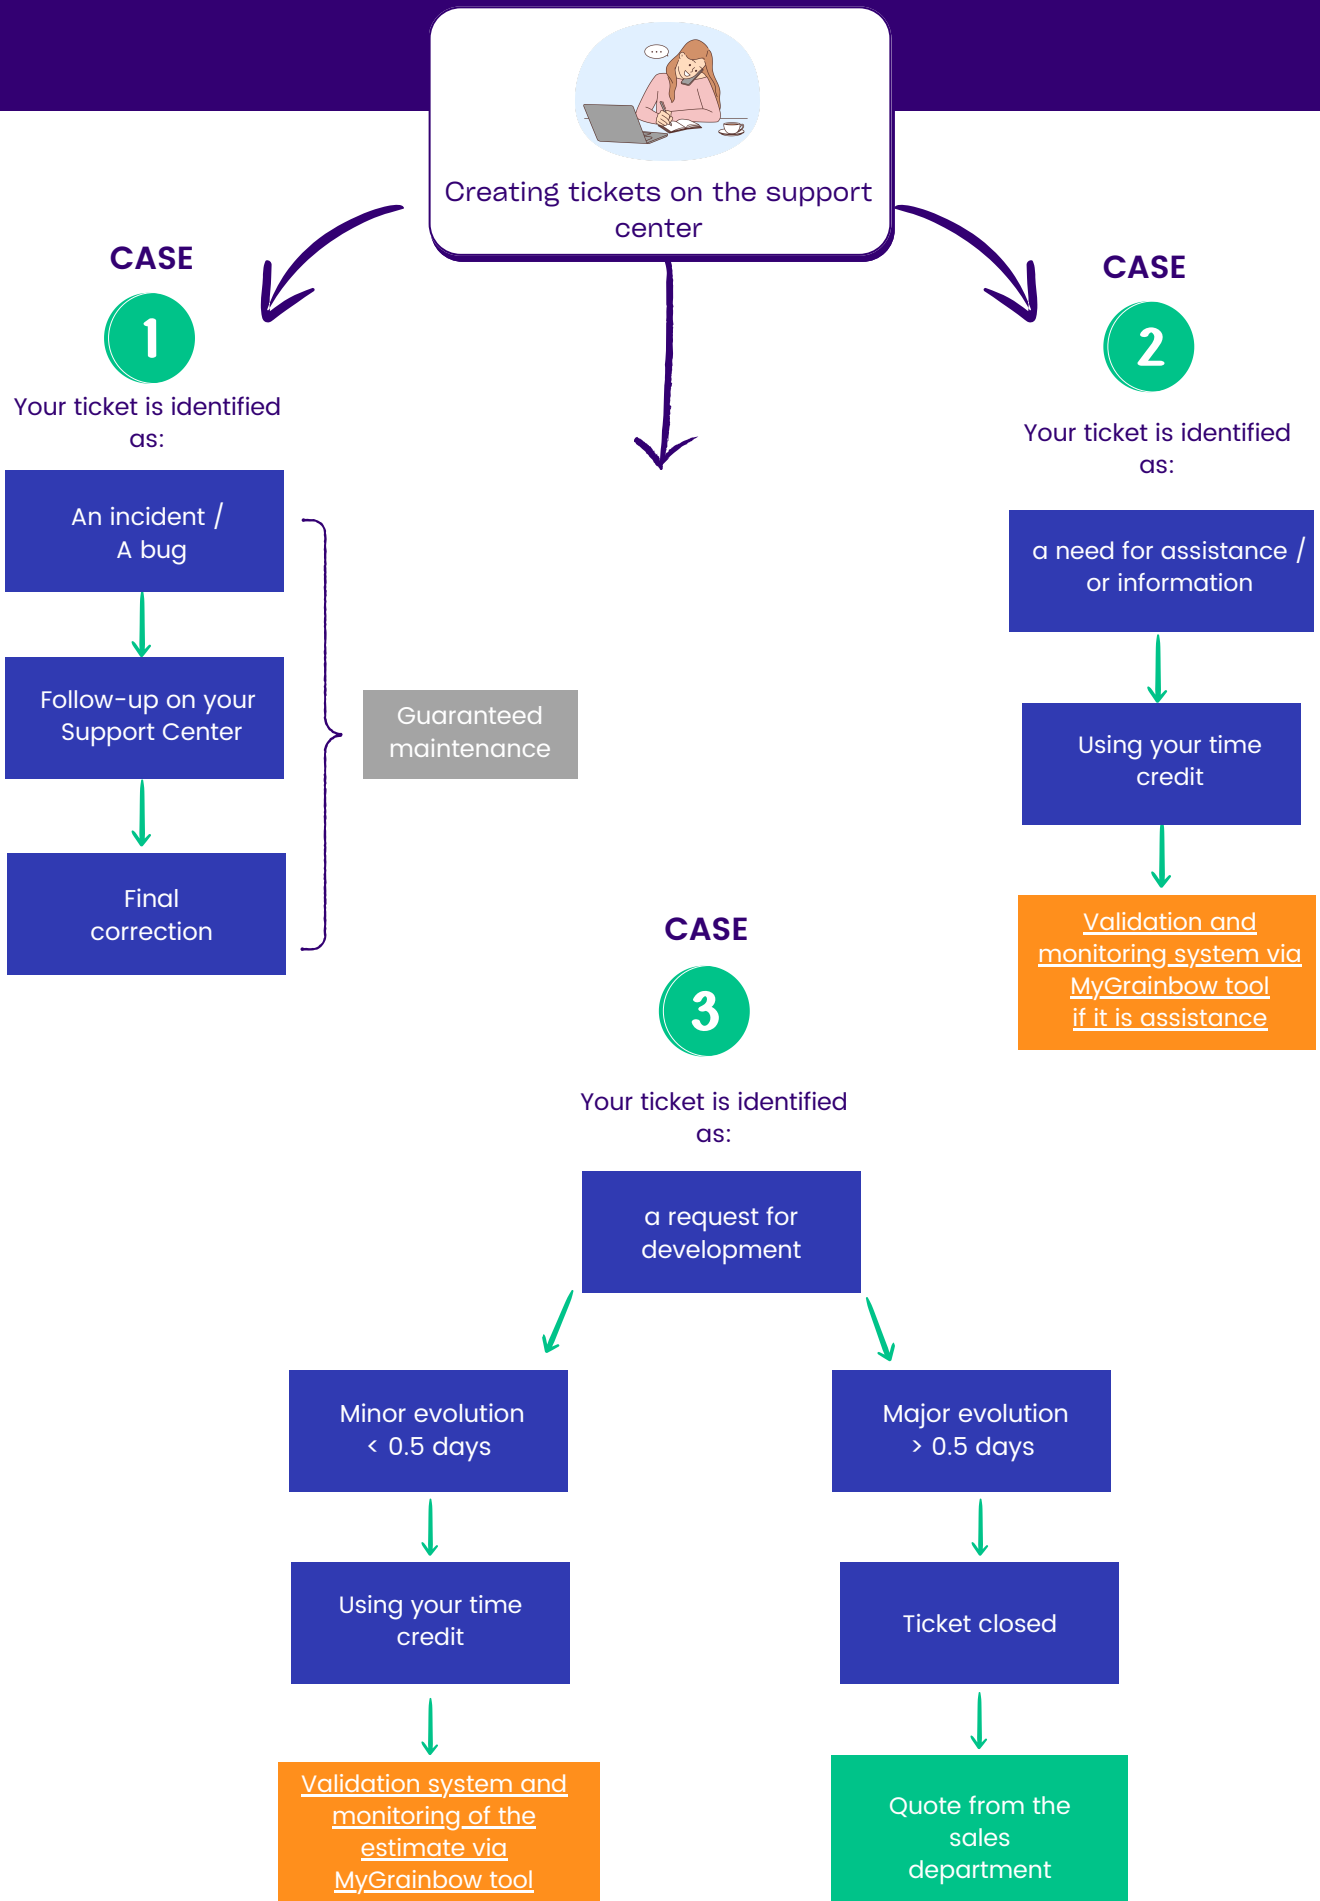 Creating tickets on the support
center
CASE
1
Your ticket is identified
as:
An incident /
A bug
Follow-up on your
Support Center
Final
correction
Guaranteed
maintenance
CASE
2
Your ticket is identified
as:
a need for assistance /
or information
Using your time
credit
Validation and
monitoring system via
MyGrainbow tool
if it is assistance
CASE
3
Your ticket is identified
as:
a request for
development
Minor evolution
< 0.5 days
Using your time
credit
Validation system and
monitoring of the
estimate via
MyGrainbow tool
Major evolution
> 0.5 days
Ticket closed
Quote from the
sales
department